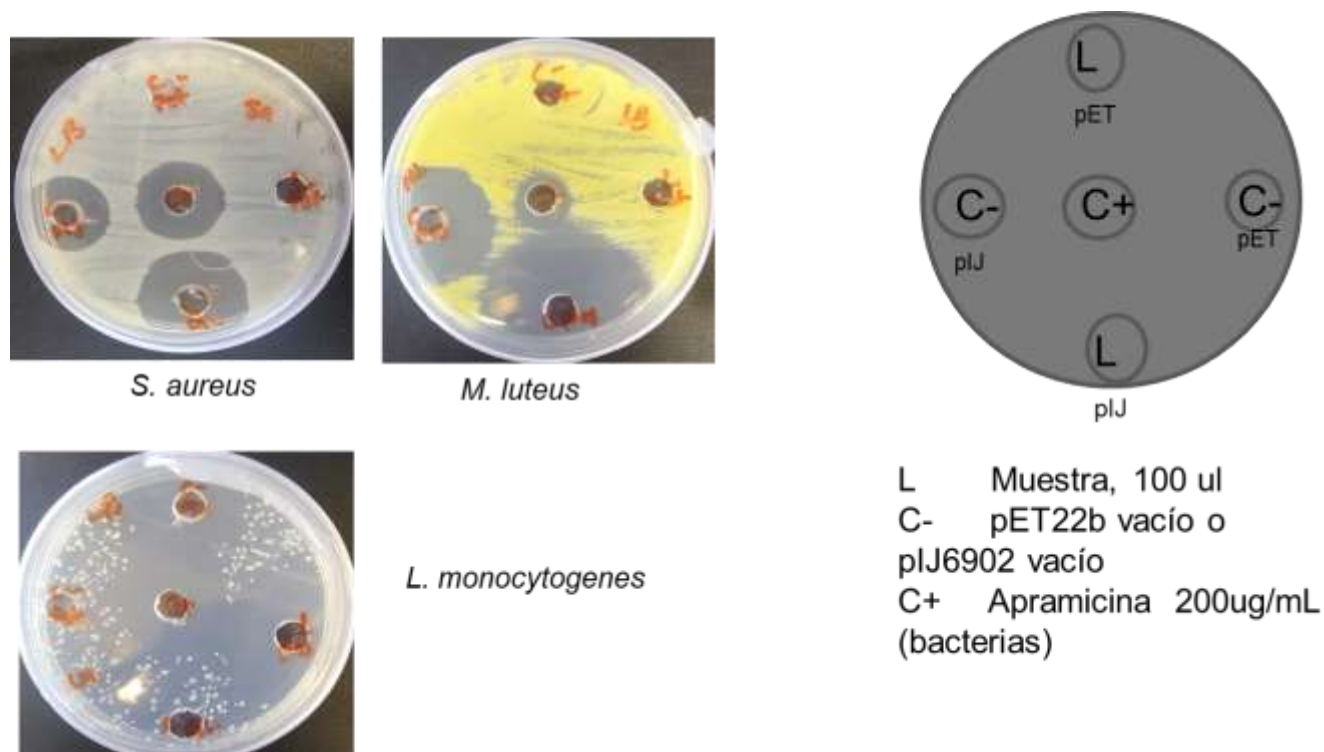 S. aureus
M. luteus
L. monocytogenes
L
pET
C-
C+
C-
pIJ
pET
L
pIJ
L Muestra, 100 ul
C- pET22b vacío o
pIJ6902 vacío
C+ Apramicina 200ug/mL
(bacterias)